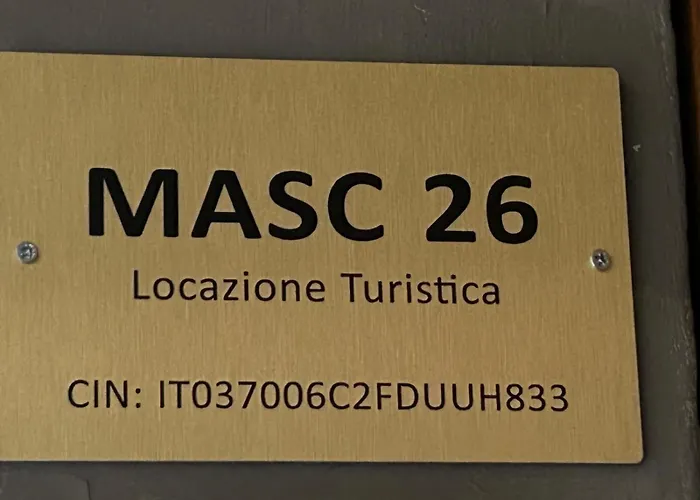 MASC 26
Locazione Turistica
CIN: IT037006C2FDUUH833